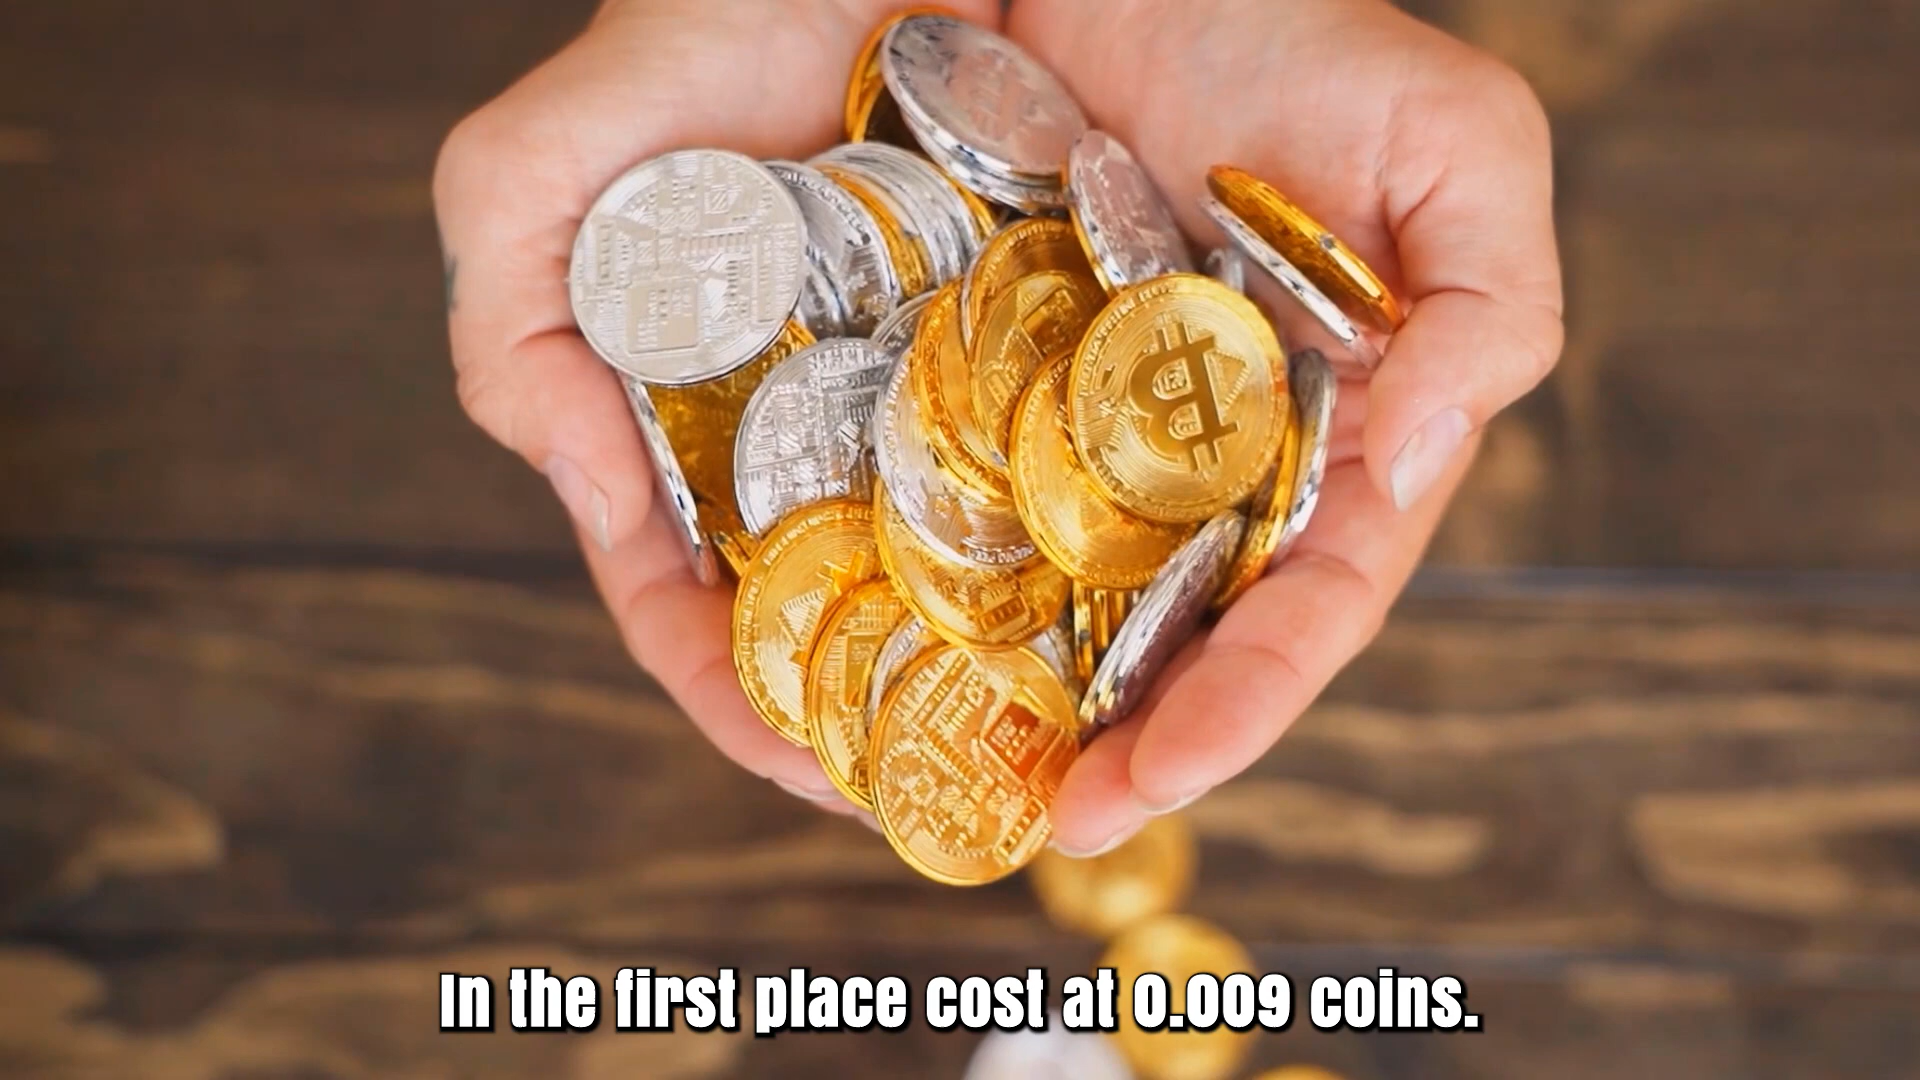 In the first place cost at 0.009 coins.